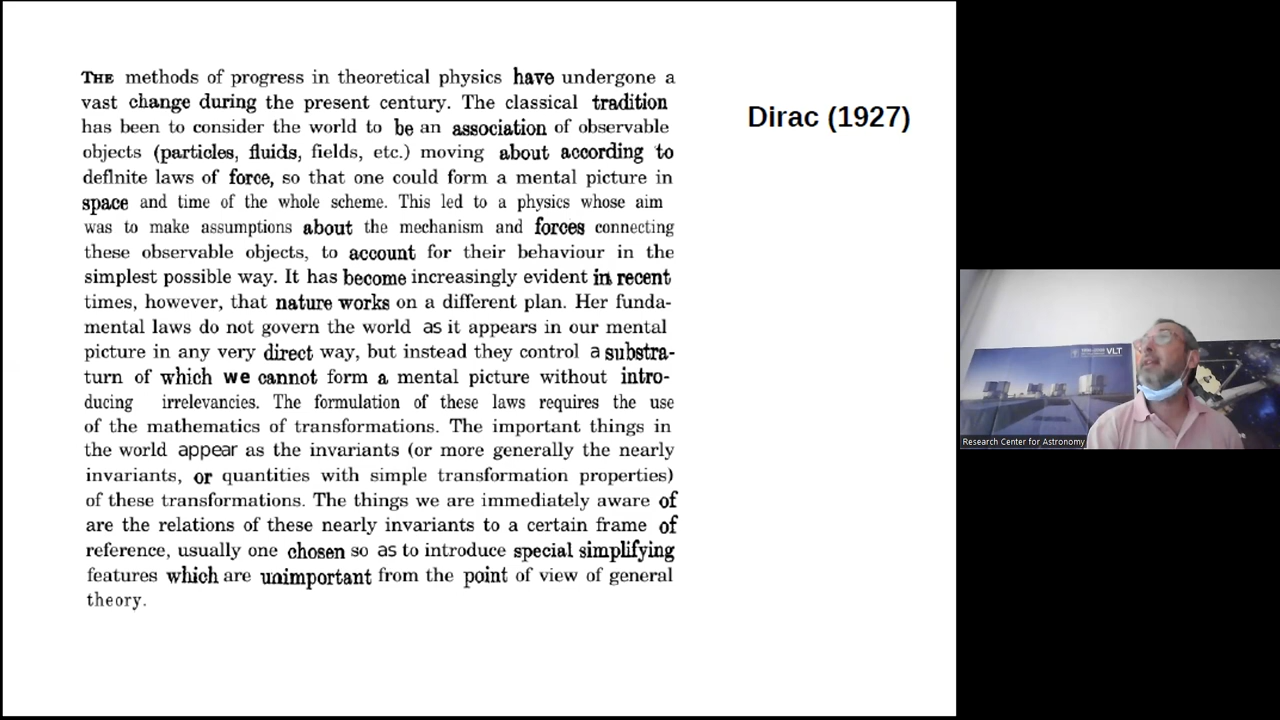 THE methods of progress in theoretical physics have undergone a
vast change during the present century. The classical tradition
has been to consider the world to be an association of observable
objects (particles, fluids, fields, etc.) moving about according to
definite laws of force, so that one could form a mental picture in
space and time of the whole scheme. This led to a physics whose aim
was to make assumptions about the mechanism and forces connecting
these observable objects, to account for their behaviour in the
simplest possible way. It has become increasingly evident in recent
times, however, that nature works on a different plan. Her funda-
mental laws do not govern the world as it appears in our mental
picture in any very direct way, but instead they control a substra-
turn of which we cannot form a mental picture without intro-
ducing irrelevancies. The formulation of these laws requires the use
of the mathematics of transformations. The important things in
the world appear as the invariants (or more generally the nearly
invariants, or quantities with simple transformation properties)
of these transformations. The things we are immediately aware of
are the relations of these nearly invariants to a certain frame of
reference, usually one chosen so as to introduce special simplifying
features which are unimportant from the point of view of general
theory.
Dirac (1927)
VLT
Research Center for Astronomy